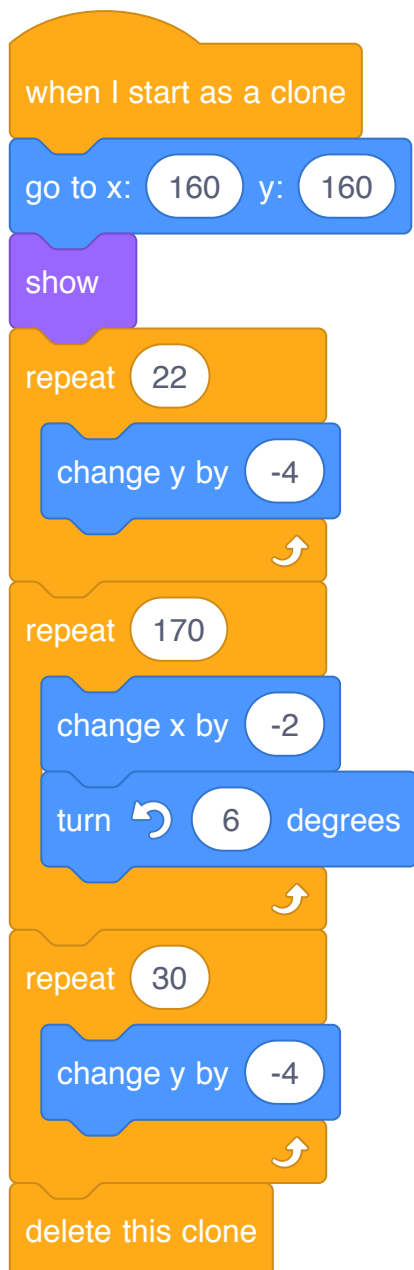 when I start as a clone
go to x: 160 y: 160
show
repeat 22
change y by -4
repeat 170
change x by -2
turn 6 degrees
repeat 30
change y by -4
delete this clone